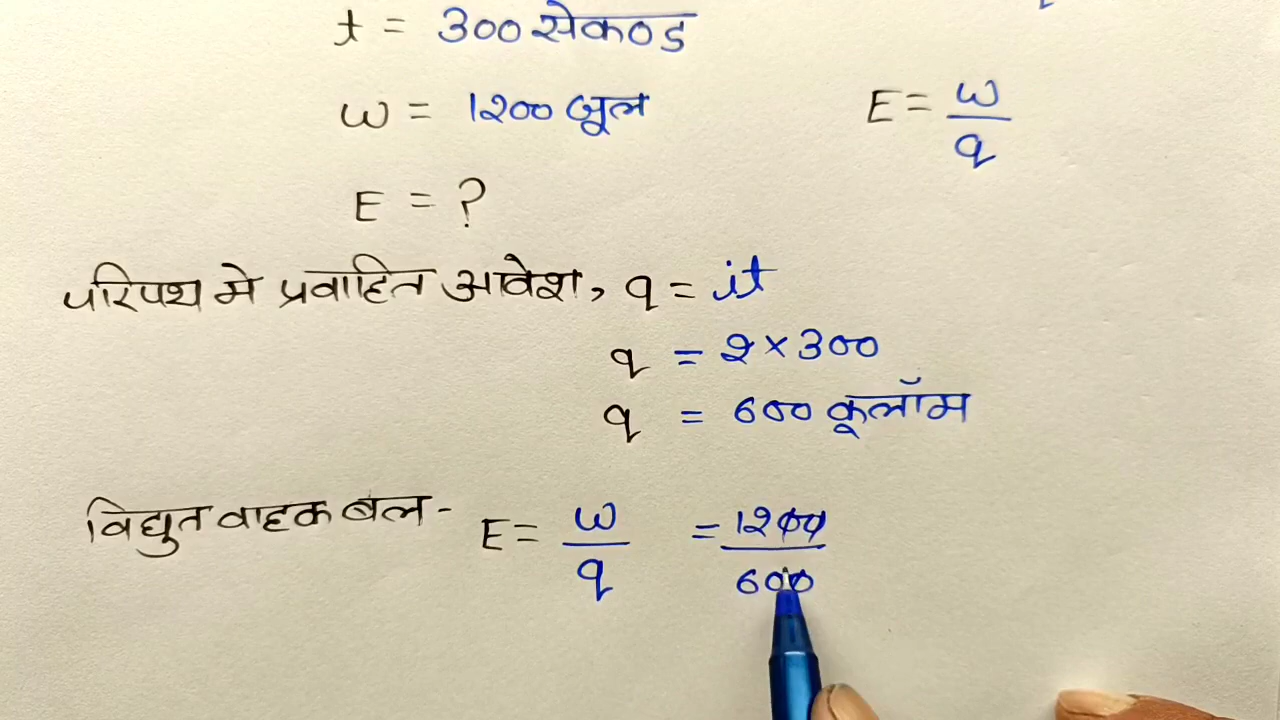 t = 300 सेकण्ड
w = 1200 जूल
E = w/q
E = ?
परिपथ मे प्रवाहित आवेश, q = it
q = 2 × 300
q = 600 कूलॉम
विद्युत वाहक बल - E = w/q = 1200/600